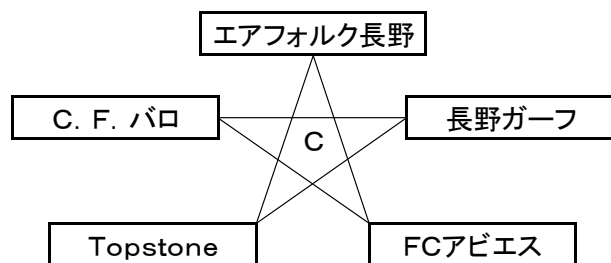 エアフォルク長野
C. F. バロ
長野ガーフ
C
Topstone
FCアビエス